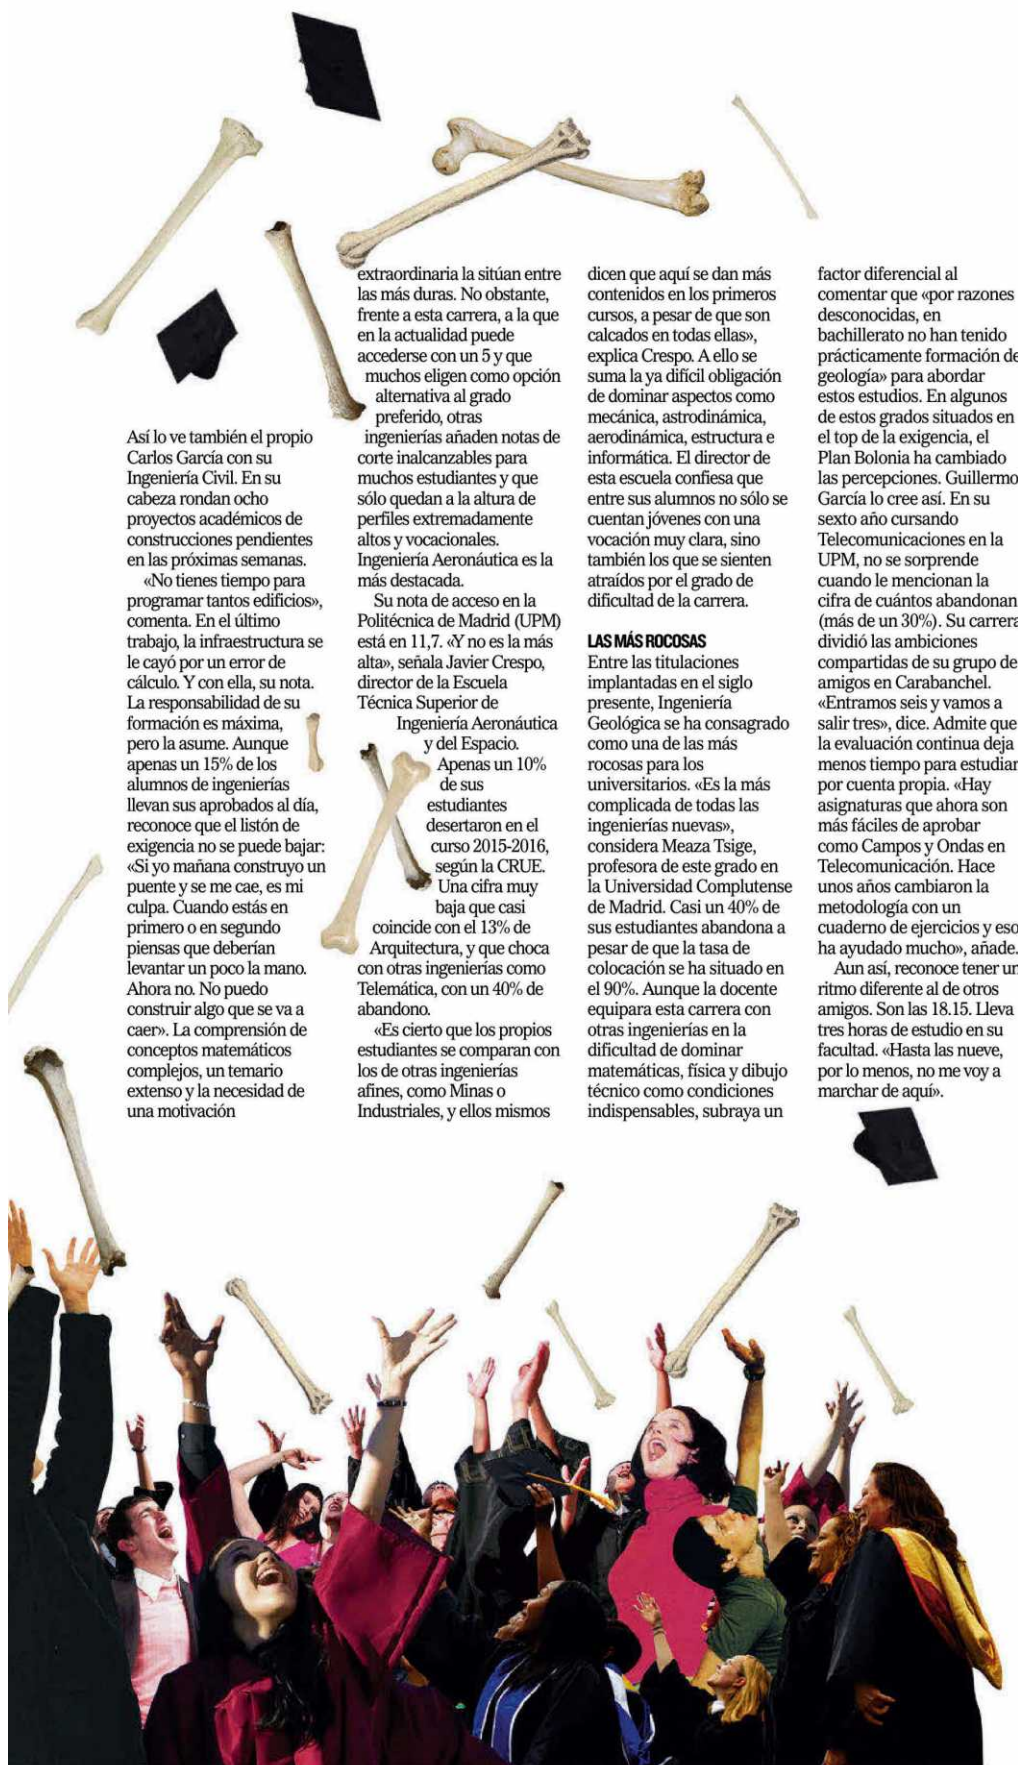 Así lo ve también el propio
Carlos García con su
Ingeniería Civil. En su
cabeza rondan ocho
proyectos académicos de
construcciones pendientes
en las próximas semanas.
«No tienes tiempo para
programar tantos edificios»,
comenta. En el último
trabajo, la infraestructura se
le cayó por un error de
cálculo. Y con ella, su nota.
La responsabilidad de su
formación es máxima,
pero la asume. Aunque
apenas un 15% de los
alumnos de ingenierías
llevan sus aprobados al día,
reconoce que el listón de
exigencia no se puede bajar:
«Si yo mañana construyo un
puente y se me cae, es mi
culpa. Cuando estás en
primero o en segundo
piensas que deberían
levantar un poco la mano.
Ahora no. No puedo
construir algo que se va a
caer». La comprensión de
conceptos matemáticos
complejos, un temario
extenso y la necesidad de
una motivación
extraordinaria la sitúan entre
las más duras. No obstante,
frente a esta carrera, a la que
en la actualidad puede
accederse con un 5 y que
muchos eligen como opción
alternativa al grado
preferido, otras
ingenierías añaden notas de
corte inalcanzables para
muchos estudiantes y que
sólo quedan a la altura de
perfiles extremadamente
altos y vocacionales.
Ingeniería Aeronáutica es la
más destacada.
Su nota de acceso en la
Politécnica de Madrid (UPM)
está en 11,7. «Y no es la más
alta», señala Javier Crespo,
director de la Escuela
Técnica Superior de
Ingeniería Aeronáutica
y del Espacio.
Apenas un 10%
de sus
estudiantes
desertaron en el
curso 2015-2016,
según la CRUE.
Una cifra muy
baja que casi
coincide con el 13% de
Arquitectura, y que choca
con otras ingenierías como
Telemática, con un 40% de
abandono.
«Es cierto que los propios
estudiantes se comparan con
los de otras ingenierías
afines, como Minas o
Industriales, y ellos mismos
dicen que aquí se dan más
contenidos en los primeros
cursos, a pesar de que son
calcados en todas ellas»,
explica Crespo. A ello se
suma la ya difícil obligación
de dominar aspectos como
mecánica, astrodinámica,
aerodinámica, estructura e
informática. El director de
esta escuela confiesa que
entre sus alumnos no sólo se
cuentan jóvenes con una
vocación muy clara, sino
también los que se sienten
atraídos por el grado de
dificultad de la carrera.
LAS MÁS ROCOSAS
Entre las titulaciones
implantadas en el siglo
presente, Ingeniería
Geológica se ha consagrado
como una de las más
rocosas para los
universitarios. «Es la más
complicada de todas las
ingenierías nuevas»,
considera Meaza Tsige,
profesora de este grado en
la Universidad Complutense
de Madrid. Casi un 40% de
sus estudiantes abandona a
pesar de que la tasa de
colocación se ha situado en
el 90%. Aunque la docente
equipara esta carrera con
otras ingenierías en la
dificultad de dominar
matemáticas, física y dibujo
técnico como condiciones
indispensables, subraya un
factor diferencial al
comentar que «por razones
desconocidas, en
bachillerato no han tenido
prácticamente formación de
geología» para abordar
estos estudios. En algunos
de estos grados situados en
el top de la exigencia, el
Plan Bolonia ha cambiado
las percepciones. Guillermo
García lo cree así. En su
sexto año cursando
Telecomunicaciones en la
UPM, no se sorprende
cuando le mencionan la
cifra de cuántos abandonan
(más de un 30%). Su carrera
dividió las ambiciones
compartidas de su grupo de
amigos en Carabanchel.
«Entramos seis y vamos a
salir tres», dice. Admite que
la evaluación continua deja
menos tiempo para estudiar
por cuenta propia. «Hay
asignaturas que ahora son
más fáciles de aprobar
como Campos y Ondas en
Telecomunicación. Hace
unos años cambiaron la
metodología con un
cuaderno de ejercicios y eso
ha ayudado mucho», añade.
Aun así, reconoce tener un
ritmo diferente al de otros
amigos. Son las 18.15. Lleva
tres horas de estudio en su
facultad. «Hasta las nueve,
por lo menos, no me voy a
marchar de aquí».